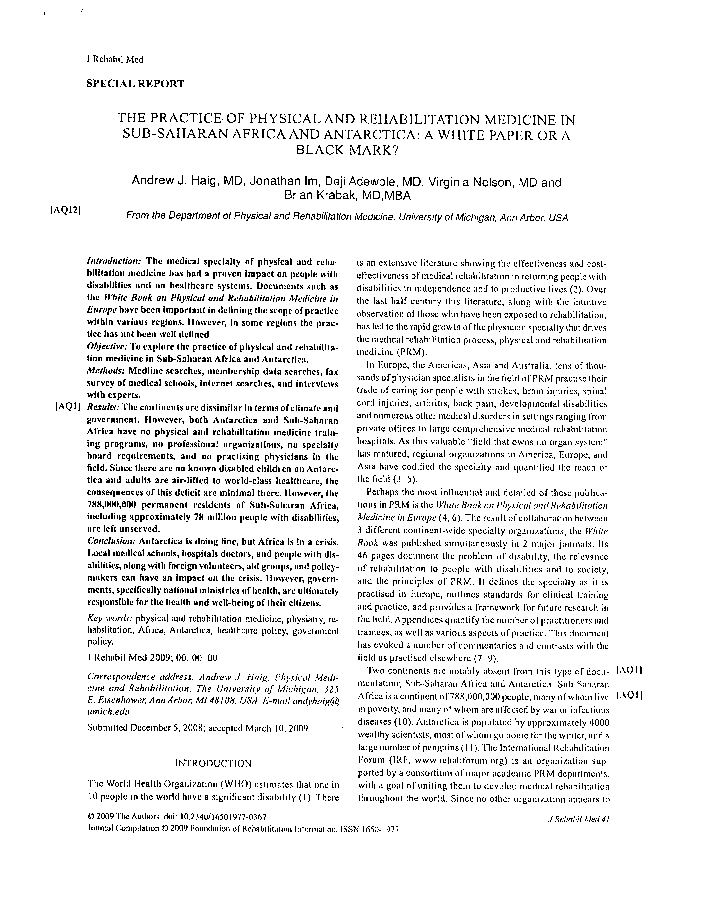 J Rehabil Med
SPECIAL REPORT
THE PRACTICE OF PHYSICAL AND REHABILITATION MEDICINE IN
SUB-SAHARAN AFRICA AND ANTARCTICA: A WHITE PAPER OR A
BLACK MARK?
Andrew J. Haig, MD, Jonathan Im, Deji Adewole, MD, Virginia Nelson, MD and
Brian Krabak, MD,MBA
[AQ12]
From the Department of Physical and Rehabilitation Medicine, University of Michigan, Ann Arbor, USA
Introduction: The medical specialty of physical and reha-
bilitation medicine has had a proven impact on people with
disabilities and on healthcare systems. Documents such as
the White Book on Physical and Rehabilitation Medicine in
Europe have been important in defining the scope of practice
within various regions. However, in some regions the prac-
tice has not been well defined
Objective: To explore the practice of physical and rehabilita-
tion medicine in Sub-Saharan Africa and Antarctica.
Methods: Medline searches, membership data searches, fax
survey of medical schools, internet searches, and interviews
with experts.
[AQ1] Results: The continents are dissimilar in terms of climate and
government. However, both Antarctica and Sub-Saharan
Africa have no physical and rehabilitation medicine train-
ing programs, no professional organizations, no specialty
board requirements, and no practising physicians in the
field. Since there are no known disabled children on Antarc-
tica and adults are airlifted to world-class healthcare, the
consequences of this deficit are minimal there. However, the
788,000,000 permanent residents of Sub-Saharan Africa,
including approximately 78 million people with disabilities,
are left unserved.
Conclusion: Antarctica is doing fine, but Africa is in a crisis.
Local medical schools, hospitals doctors, and people with dis-
abilities, along with foreign volunteers, aid groups, and policy-
makers can have an impact on the crisis. However, govern-
ments, specifically national ministries of health, are ultimately
responsible for the health and well-being of their citizens.
Key words: physical and rehabilitation medicine, physiatry, re-
habilitation, Africa, Antarctica, healthcare policy, government
policy.
J Rehabil Med 2009; 00: 00–00
Correspondence address: Andrew J. Haig, Physical Medi-
cine and Rehabilitation, The University of Michigan, 325
E. Eisenhower, Ann Arbor, MI 48108, USA. E-mail andyhaig@
umich.edu
Submitted December 5, 2008; accepted March 10, 2009
INTRODUCTION
The World Health Organization (WHO) estimates that one in
10 people in the world have a significant disability (1). There
is an extensive literature showing the effectiveness and cost-
effectiveness of medical rehabilitation in returning people with
disabilities to independence and to productive lives (2). Over
the last half century this literature, along with the intuitive
observation of those who have been exposed to rehabilitation,
has led to the rapid growth of the physician specialty that drives
the medical rehabilitation process, physical and rehabilitation
medicine (PRM).
In Europe, the Americas, Asia and Australia, tens of thou-
sands of physician specialists in the field of PRM practise their
trade of caring for people with strokes, brain injuries, spinal
cord injuries, arthritis, back pain, developmental disabilities
and numerous other medical disorders in settings ranging from
private offices to large comprehensive medical rehabilitation
hospitals. As this valuable "field that owns no organ system"
has matured, regional organizations in America, Europe, and
Asia have codified the specialty and quantified the reach of
the field (3–5).
Perhaps the most influential and detailed of these publica-
tions in PRM is the White Book on Physical and Rehabilitation
Medicine in Europe (4, 6). The result of collaboration between
3 different continent-wide specialty organizations, the White
Book was published simultaneously in 2 major journals. Its
46 pages document the problem of disability, the relevance
of rehabilitation to people with disabilities and to society,
and the principles of PRM. It defines the specialty as it is
practised in Europe, outlines standards for clinical training
and practice, and provides a framework for future research in
the field. Appendices quantify the number of practitioners and
trainees, as well as various aspects of practice. This document
has evoked a number of commentaries and contrasts with the
field as practised elsewhere (7–9).
Two continents are notably absent from this type of docu- [AQ1]
mentation; Sub-Saharan Africa and Antarctica. Sub-Saharan
Africa is a continent of 788,000,000 people, many of whom live [AQ1]
in poverty, and many of whom are affected by war or infectious
diseases (10). Antarctica is populated by approximately 4000
wealthy scientists, most of whom go home for the winter, and a
large number of penguins (11). The International Rehabilitation
Forum (IRF, www.rehabforum.org) is an organization sup-
ported by a consortium of major academic PRM departments,
with a goal of uniting them to develop medical rehabilitation
throughout the world. Since no other organization appears to
© 2009 The Authors. doi: 10.2340/16501977-0367
Journal Compilation © 2009 Foundation of Rehabilitation Information. ISSN 1650-1977
J Rehabil Med 41